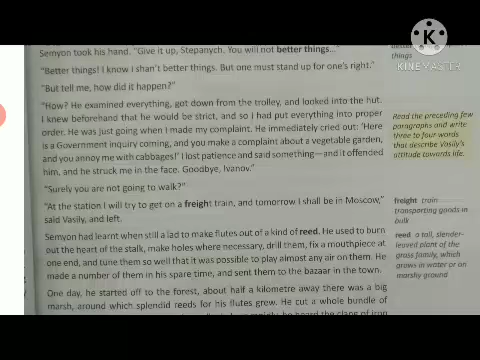 Semyon took his hand. "Give it up, Stepanych. You will not better things..."
"Better things! I know I shan't better things. But one must stand up for one's right."
"But tell me, how did it happen?"
"How? He examined everything, got down from the trolley, and looked into the hut.
I knew beforehand that he would be strict, and so I had put everything into proper
order. He was just going when I made my complaint. He immediately cried out: 'Here
is a Government inquiry coming, and you make a complaint about a vegetable garden,
and you annoy me with cabbages!' I lost patience and said something—and it offended
him, and he struck me in the face. Goodbye, Ivanov."
"Surely you are not going to walk?"
"At the station I will try to get on a freight train, and tomorrow I shall be in Moscow,"
said Vasily, and left.
Semyon had learnt when still a lad to make flutes out of a kind of reed. He used to burn
out the heart of the stalk, make holes where necessary, drill them, fix a mouthpiece at
one end, and tune them so well that it was possible to play almost any air on them. He
made a number of them in his spare time, and sent them to the bazaar in the town.
One day, he started off to the forest, about half a kilometre away there was a big
marsh, around which splendid reeds for his flutes grew. He cut a whole bundle of
he heard the clang of iron
better
things
K
KINEMASTER
Read the preceding few
paragraphs and write
three to four words
that describe Vasily's
attitude towards life.
freight train
transporting goods in
bulk
reed a tall, slender-
leaved plant of the
grass family, which
grows in water or on
marshy ground